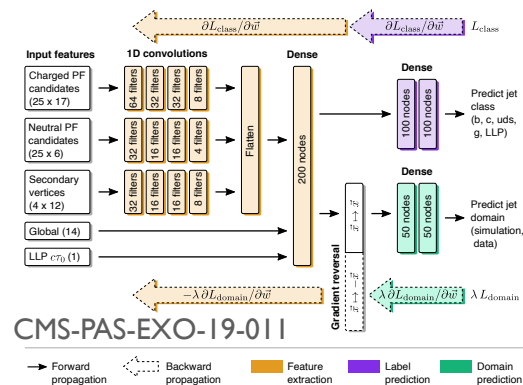 ∂L_class/∂w⃗
∂L_class/∂w⃗
L_class
Input features
1D convolutions
Dense
Charged PF
candidates
(25 x 17)
64 filters
32 filters
32 filters
8 filters
Neutral PF
candidates
(25 x 6)
32 filters
16 filters
16 filters
4 filters
Secondary
vertices
(4 x 12)
32 filters
16 filters
16 filters
8 filters
Global (14)
LLP cτ₀ (1)
Flatten
200 nodes
Dense
100 nodes
100 nodes
Predict jet
class
(b, c, uds,
g, LLP)
Gradient reversal
Dense
50 nodes
50 nodes
Predict jet
domain
(simulation,
data)
−λ ∂L_domain/∂w⃗
λ ∂L_domain/∂w⃗
λ L_domain
CMS-PAS-EXO-19-011
Forward
propagation
Backward
propagation
Feature
extraction
Label
prediction
Domain
prediction